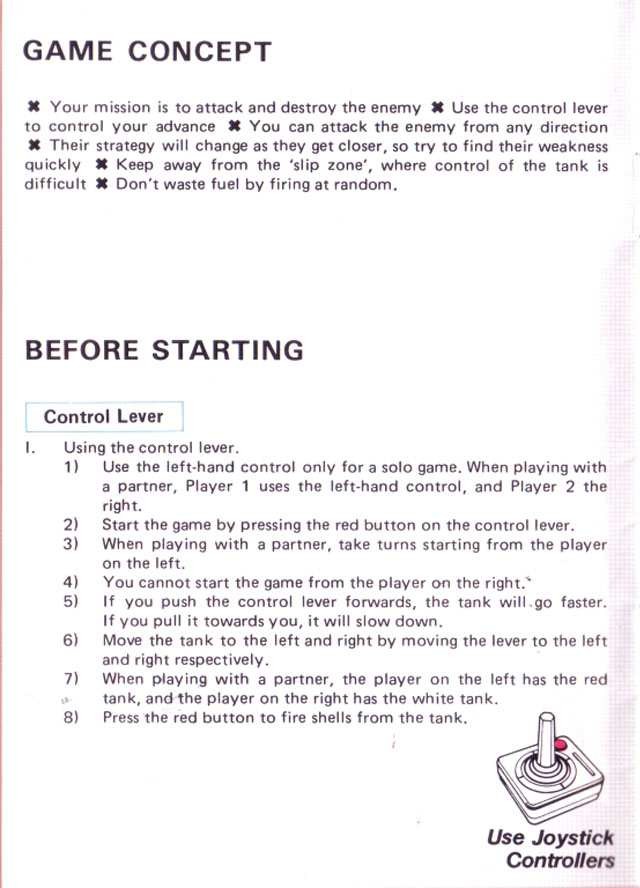 GAME CONCEPT
✖ Your mission is to attack and destroy the enemy ✖ Use the control lever
to control your advance ✖ You can attack the enemy from any direction
✖ Their strategy will change as they get closer, so try to find their weakness
quickly ✖ Keep away from the ‘slip zone’, where control of the tank is
difficult ✖ Don’t waste fuel by firing at random.
BEFORE STARTING
Control Lever
I. Using the control lever.
1) Use the left-hand control only for a solo game. When playing with
a partner, Player 1 uses the left-hand control, and Player 2 the
right.
2) Start the game by pressing the red button on the control lever.
3) When playing with a partner, take turns starting from the player
on the left.
4) You cannot start the game from the player on the right.
5) If you push the control lever forwards, the tank will go faster.
If you pull it towards you, it will slow down.
6) Move the tank to the left and right by moving the lever to the left
and right respectively.
7) When playing with a partner, the player on the left has the red
tank, and the player on the right has the white tank.
8) Press the red button to fire shells from the tank.
Use Joystick
Controllers